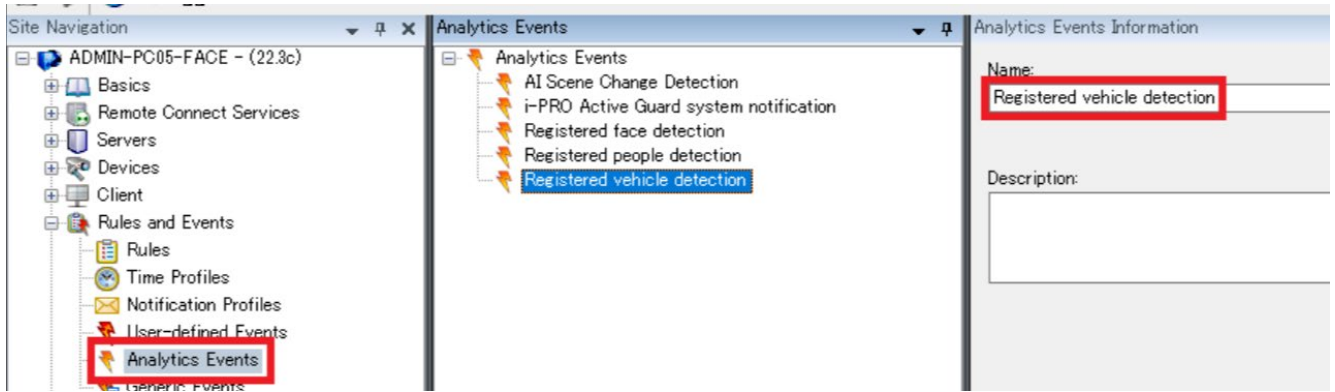 Site Navigation
ADMIN-PC05-FACE - (22.3c)
Basics
Remote Connect Services
Servers
Devices
Client
Rules and Events
Rules
Time Profiles
Notification Profiles
User-defined Events
Analytics Events
Generic Events
Analytics Events
Analytics Events
AI Scene Change Detection
i-PRO Active Guard system notification
Registered face detection
Registered people detection
Registered vehicle detection
Analytics Events Information
Name:
Registered vehicle detection
Description: